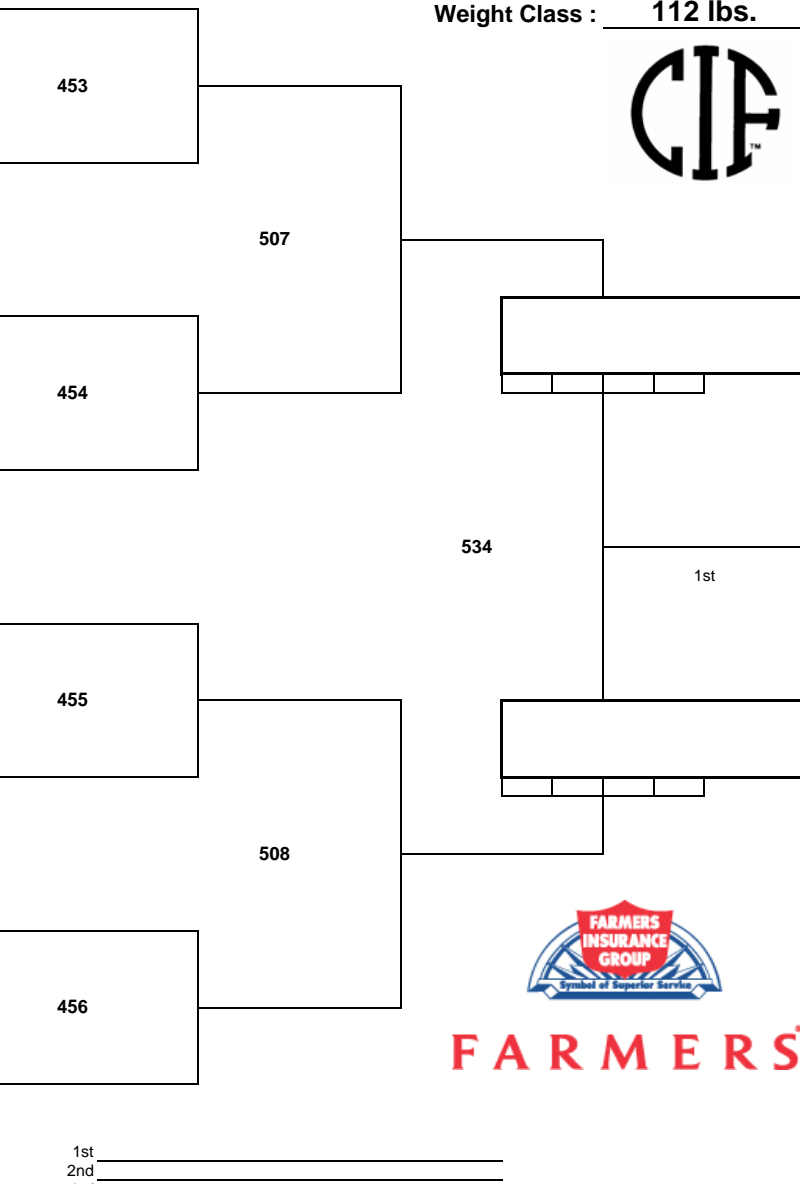 Weight Class : 112 lbs.
CIF
™
453
507
454
534
1st
455
508
FARMERS
INSURANCE
GROUP
Symbol of Superior Service
456
FARMERS
1st
2nd